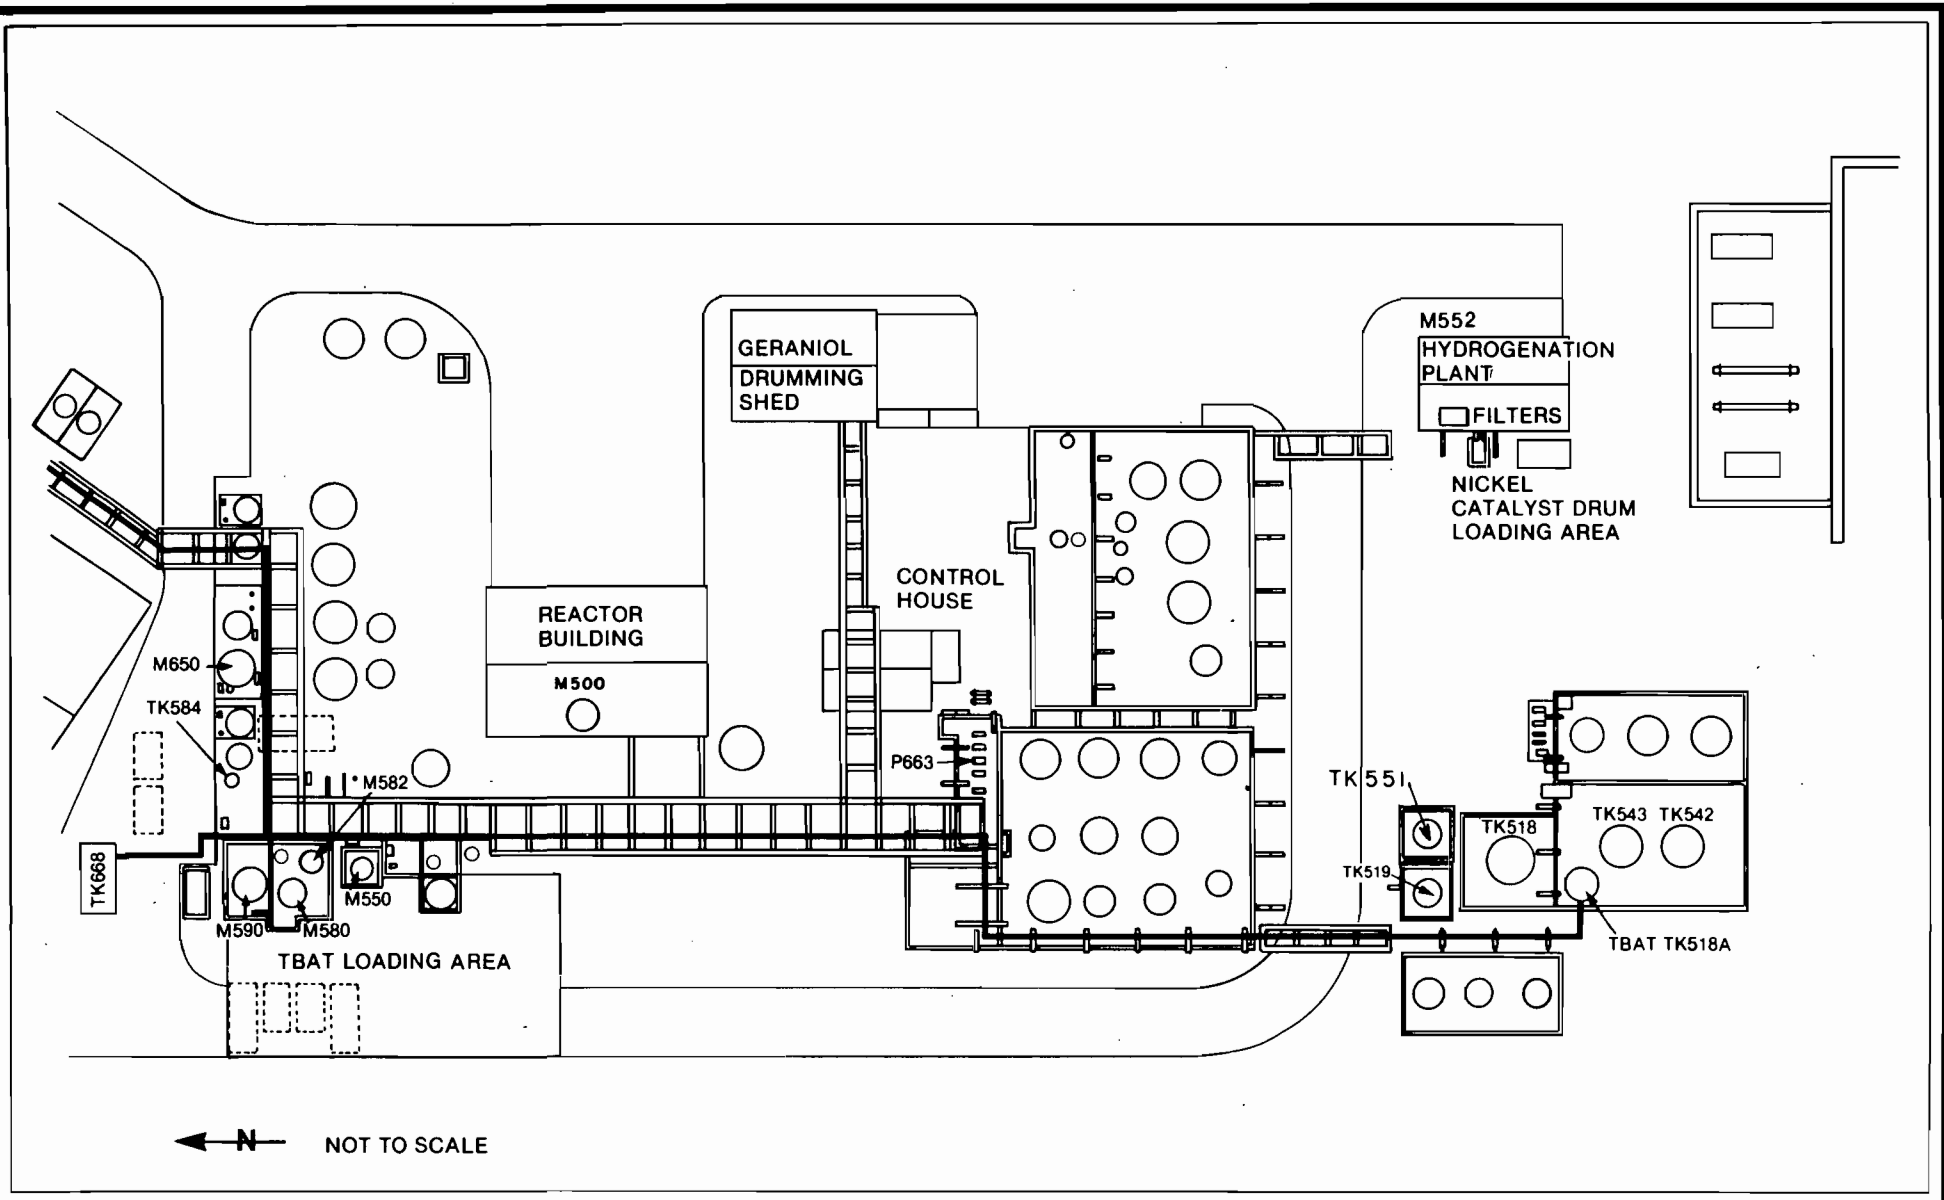 M552
GERANIOL
HYDROGENATION
PLANT
DRUMMING
SHED
FILTERS
NICKEL
CATALYST DRUM
LOADING AREA
CONTROL
HOUSE
REACTOR
BUILDING
M650
M500
TK584
P663
M582
TK551
TK543 TK542
TK518
TK668
TK519
M550
M590
M580
TBAT TK518A
TBAT LOADING AREA
N
NOT TO SCALE